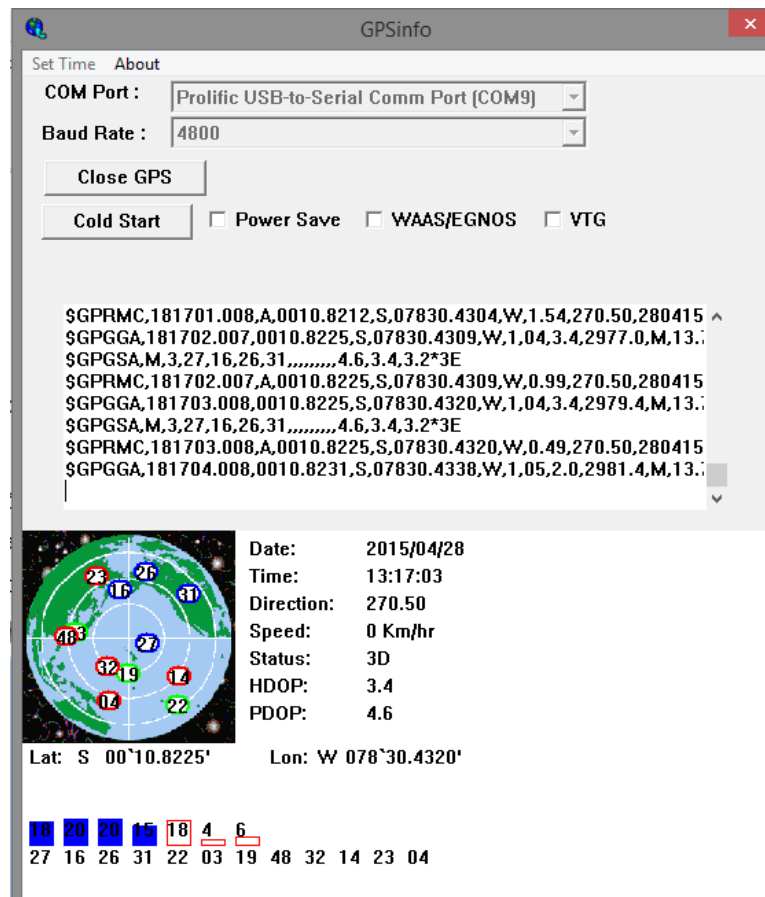 GPSinfo
Set Time About
COM Port : Prolific USB-to-Serial Comm Port (COM9)
Baud Rate : 4800
Close GPS
Cold Start Power Save WAAS/EGNOS VTG
$GPRMC,181701.008,A,0010.8212,S,07830.4304,W,1.54,270.50,280415
$GPGGA,181702.007,0010.8225,S,07830.4309,W,1,04,3.4,2977.0,M,13.
$GPGSA,M,3,27,16,26,31,,,,,,,,,4.6,3.4,3.2*3E
$GPRMC,181702.007,A,0010.8225,S,07830.4309,W,0.99,270.50,280415
$GPGGA,181703.008,0010.8225,S,07830.4320,W,1,04,3.4,2979.4,M,13.
$GPGSA,M,3,27,16,26,31,,,,,,,,,4.6,3.4,3.2*3E
$GPRMC,181703.008,A,0010.8225,S,07830.4320,W,0.49,270.50,280415
$GPGGA,181704.008,0010.8231,S,07830.4338,W,1,05,2.0,2981.4,M,13.
23 26
16 31
48 3
27
32 19 14
04 22
Date: 2015/04/28
Time: 13:17:03
Direction: 270.50
Speed: 0 Km/hr
Status: 3D
HDOP: 3.4
PDOP: 4.6
Lat: S 00`10.8225' Lon: W 078`30.4320'
18 20 20 15 18 4 6
27 16 26 31 22 03 19 48 32 14 23 04